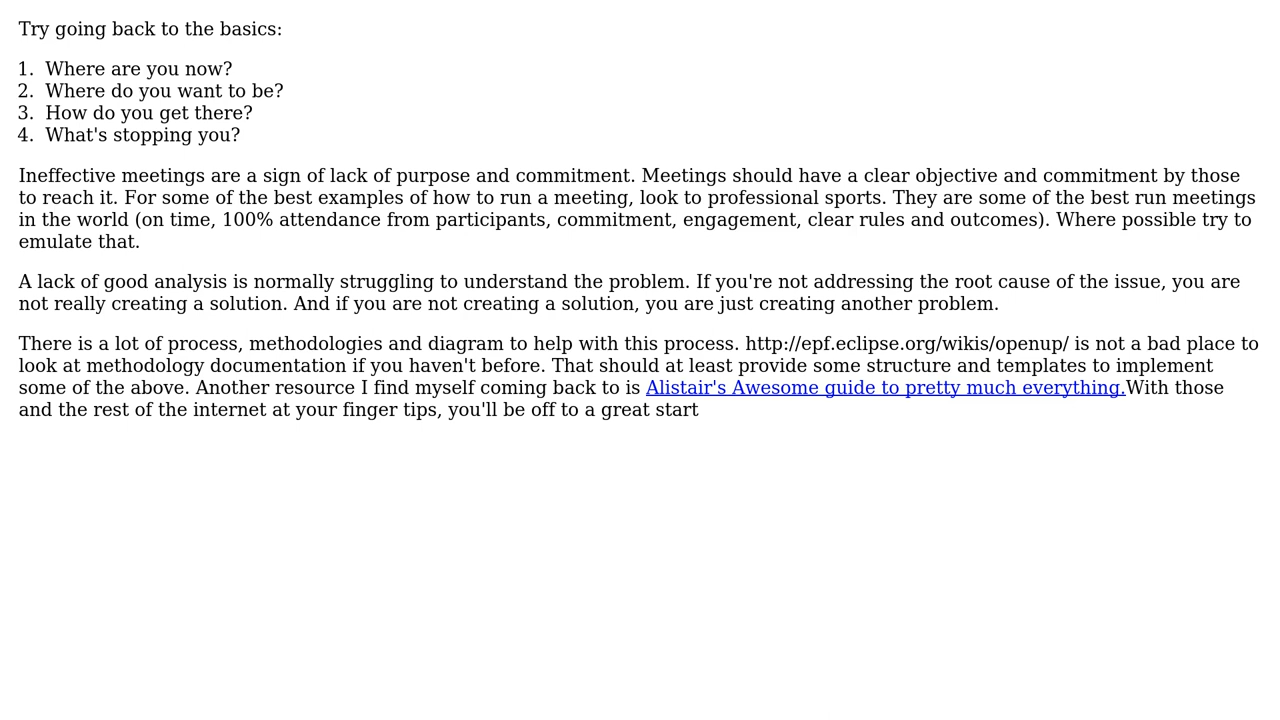 Try going back to the basics:
1. Where are you now?
2. Where do you want to be?
3. How do you get there?
4. What's stopping you?
Ineffective meetings are a sign of lack of purpose and commitment. Meetings should have a clear objective and commitment by those
to reach it. For some of the best examples of how to run a meeting, look to professional sports. They are some of the best run meetings
in the world (on time, 100% attendance from participants, commitment, engagement, clear rules and outcomes). Where possible try to
emulate that.
A lack of good analysis is normally struggling to understand the problem. If you're not addressing the root cause of the issue, you are
not really creating a solution. And if you are not creating a solution, you are just creating another problem.
There is a lot of process, methodologies and diagram to help with this process. http://epf.eclipse.org/wikis/openup/ is not a bad place to
look at methodology documentation if you haven't before. That should at least provide some structure and templates to implement
some of the above. Another resource I find myself coming back to is Alistair's Awesome guide to pretty much everything.With those
and the rest of the internet at your finger tips, you'll be off to a great start